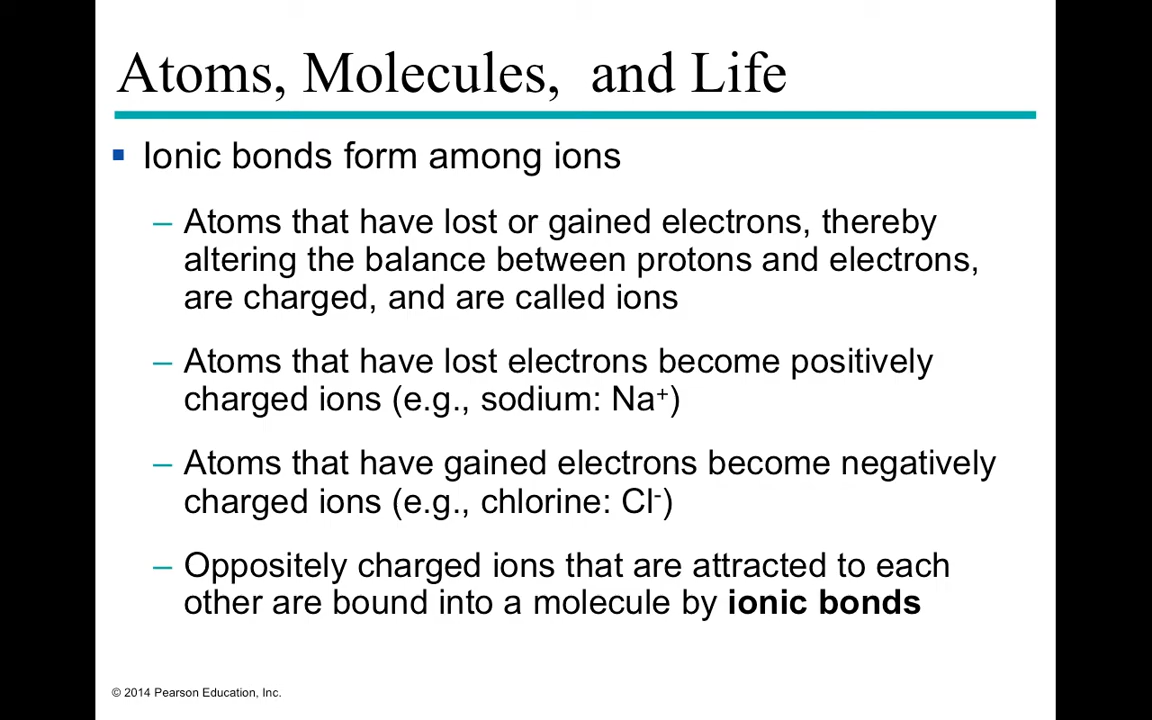 Atoms, Molecules,  and Life
▪ Ionic bonds form among ions
– Atoms that have lost or gained electrons, thereby
altering the balance between protons and electrons,
are charged, and are called ions
– Atoms that have lost electrons become positively
charged ions (e.g., sodium: Na⁺)
– Atoms that have gained electrons become negatively
charged ions (e.g., chlorine: Cl⁻)
– Oppositely charged ions that are attracted to each
other are bound into a molecule by ionic bonds
© 2014 Pearson Education, Inc.